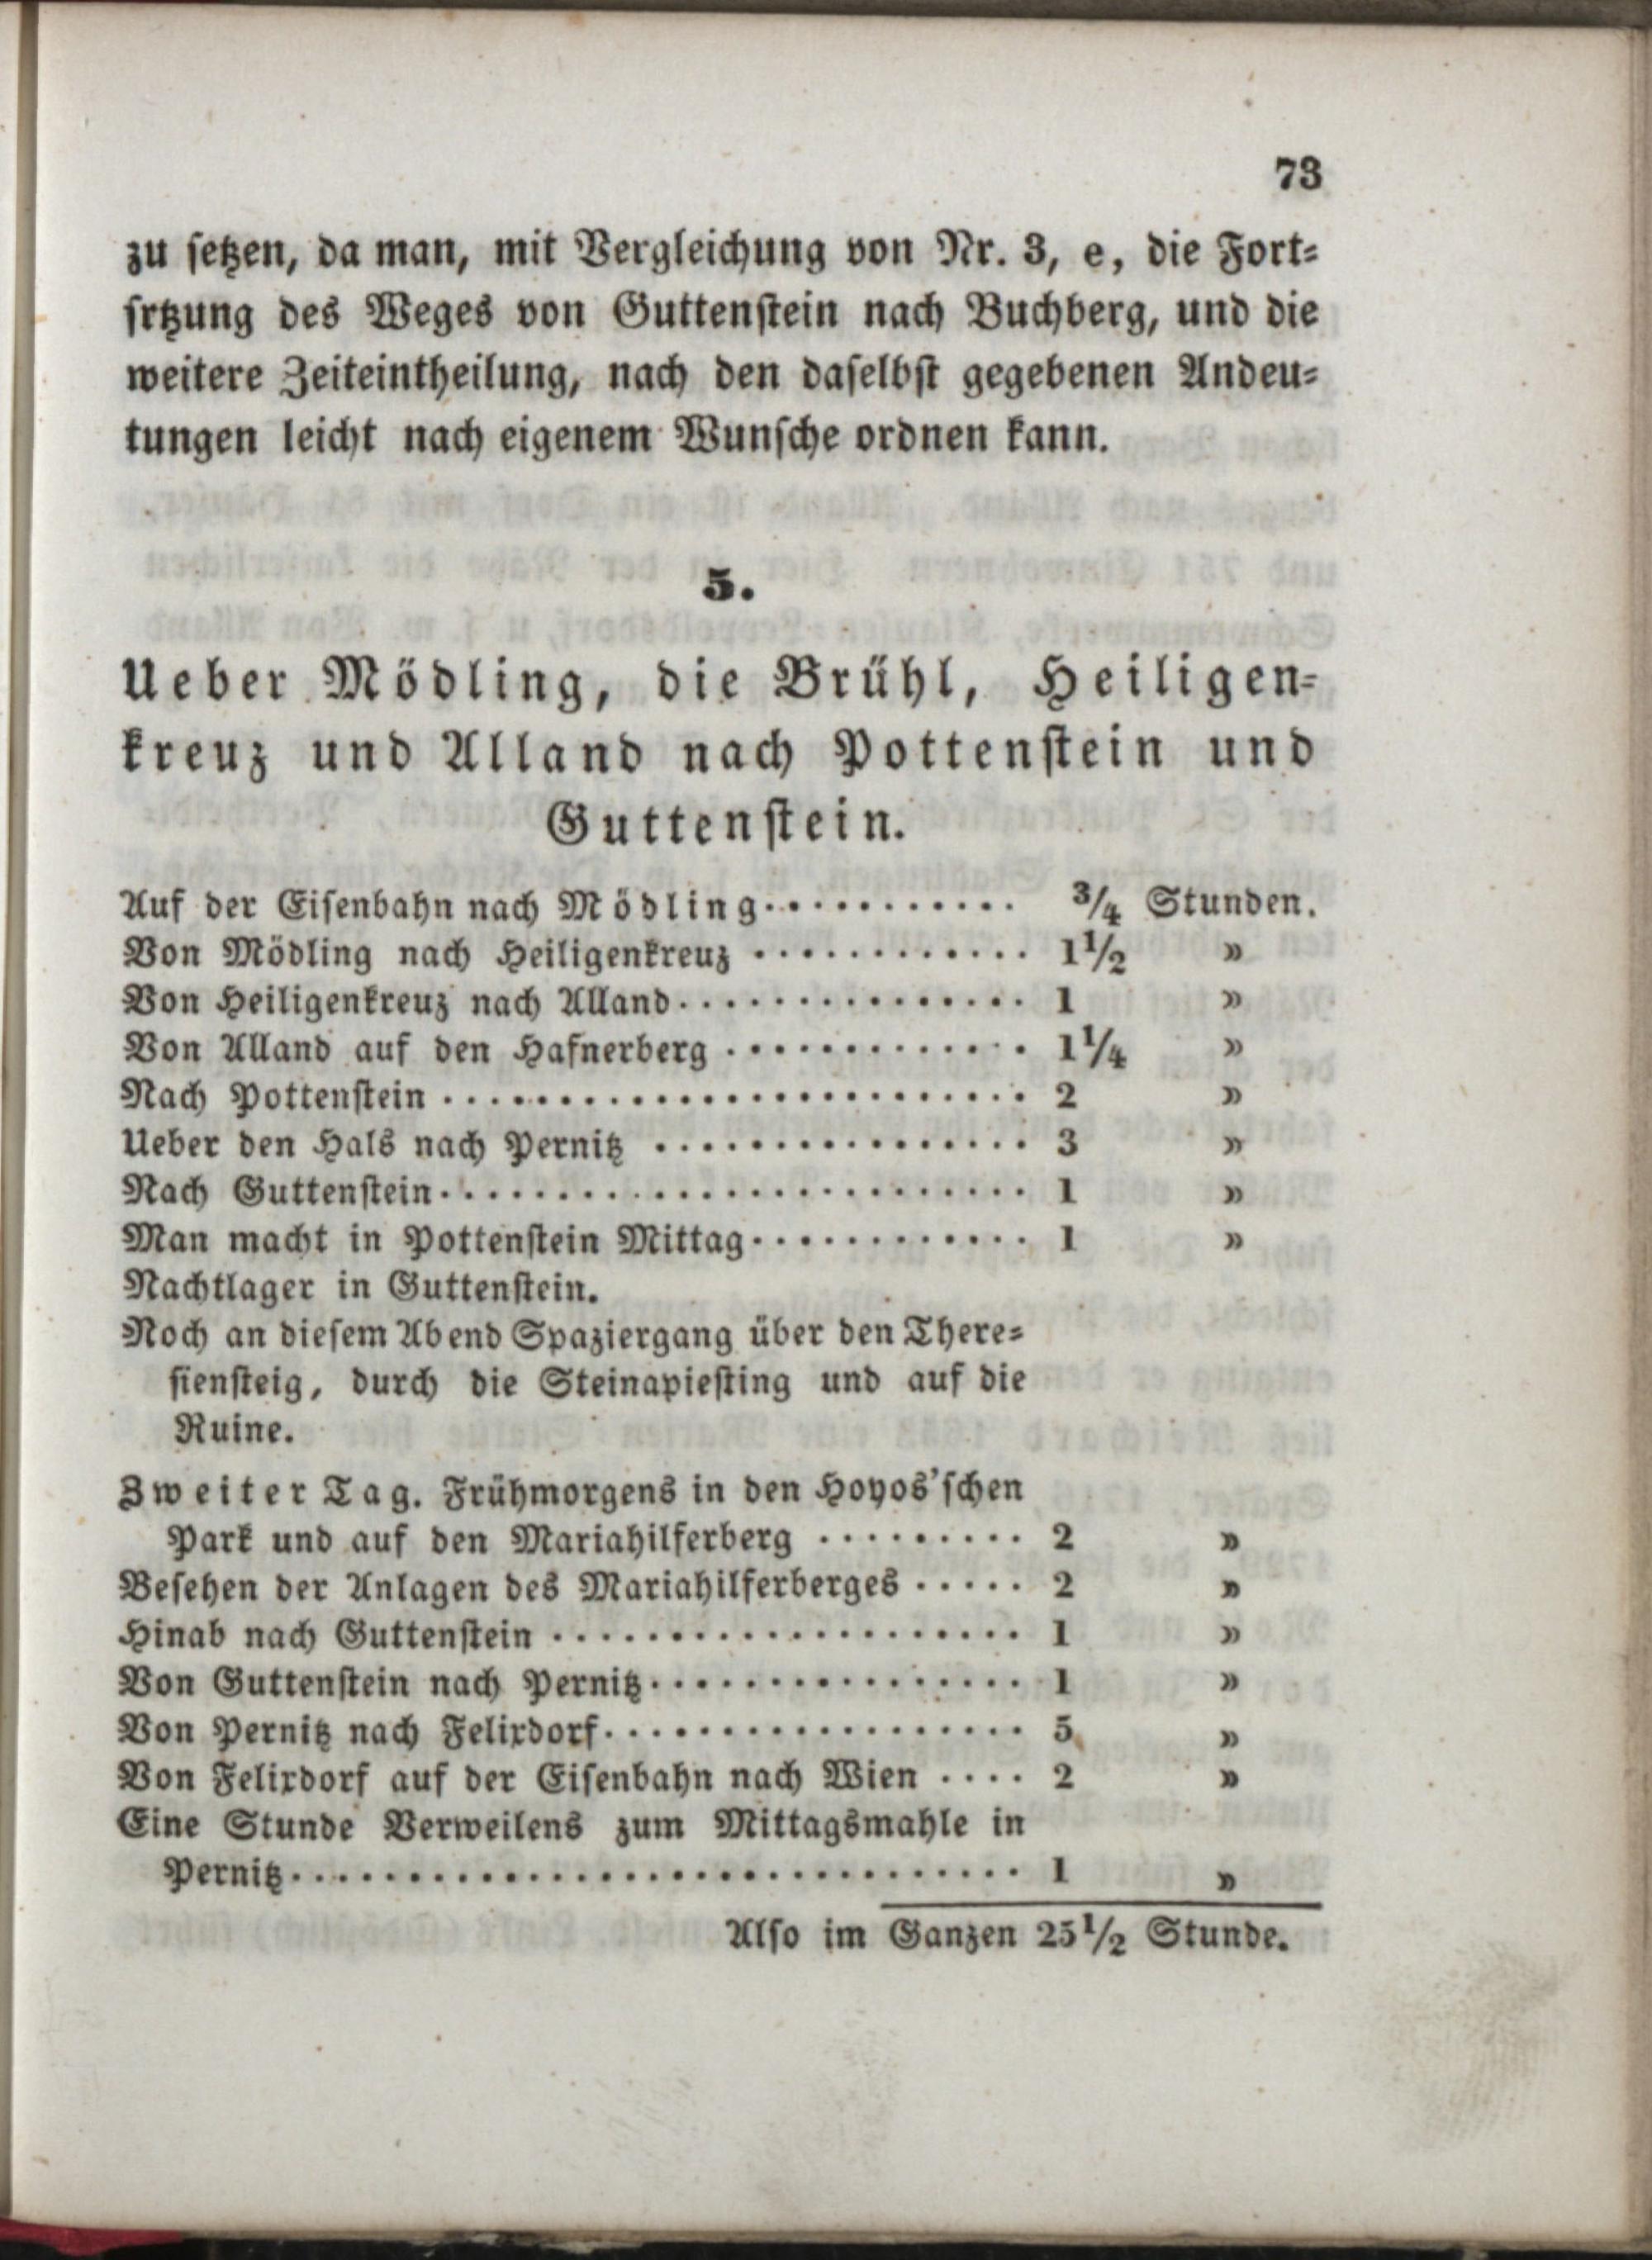 73
zu setzen, da man, mit Vergleichung von Nr. 3, e, die Fort-
srtzung des Weges von Guttenstein nach Buchberg, und die
weitere Zeiteintheilung, nach den daselbst gegebenen Andeu-
tungen leicht nach eigenem Wunsche ordnen kann.
5.
Ueber Mödling, die Brühl, Heiligen-
kreuz und Alland nach Pottenstein und
Guttenstein.
Auf der Eisenbahn nach Mödling ........... 3/4 Stunden.
Von Mödling nach Heiligenkreuz ............ 1 1/2 »
Von Heiligenkreuz nach Alland ............... 1 »
Von Alland auf den Hafnerberg ............. 1 1/4 »
Nach Pottenstein ......................... 2 »
Ueber den Hals nach Pernitz ................ 3 »
Nach Guttenstein ......................... 1 »
Man macht in Pottenstein Mittag ............ 1 »
Nachtlager in Guttenstein.
Noch an diesem Abend Spaziergang über den There-
siensteig, durch die Steinapiesting und auf die
Ruine.
Zweiter Tag. Frühmorgens in den Hoyos'schen
Park und auf den Mariahilferberg ......... 2 »
Besehen der Anlagen des Mariahilferberges ..... 2 »
Hinab nach Guttenstein .................... 1 »
Von Guttenstein nach Pernitz ................ 1 »
Von Pernitz nach Felixdorf .................. 5 »
Von Felixdorf auf der Eisenbahn nach Wien .... 2 »
Eine Stunde Verweilens zum Mittagsmahle in
Pernitz ............................... 1 »
Also im Ganzen 25 1/2 Stunde.